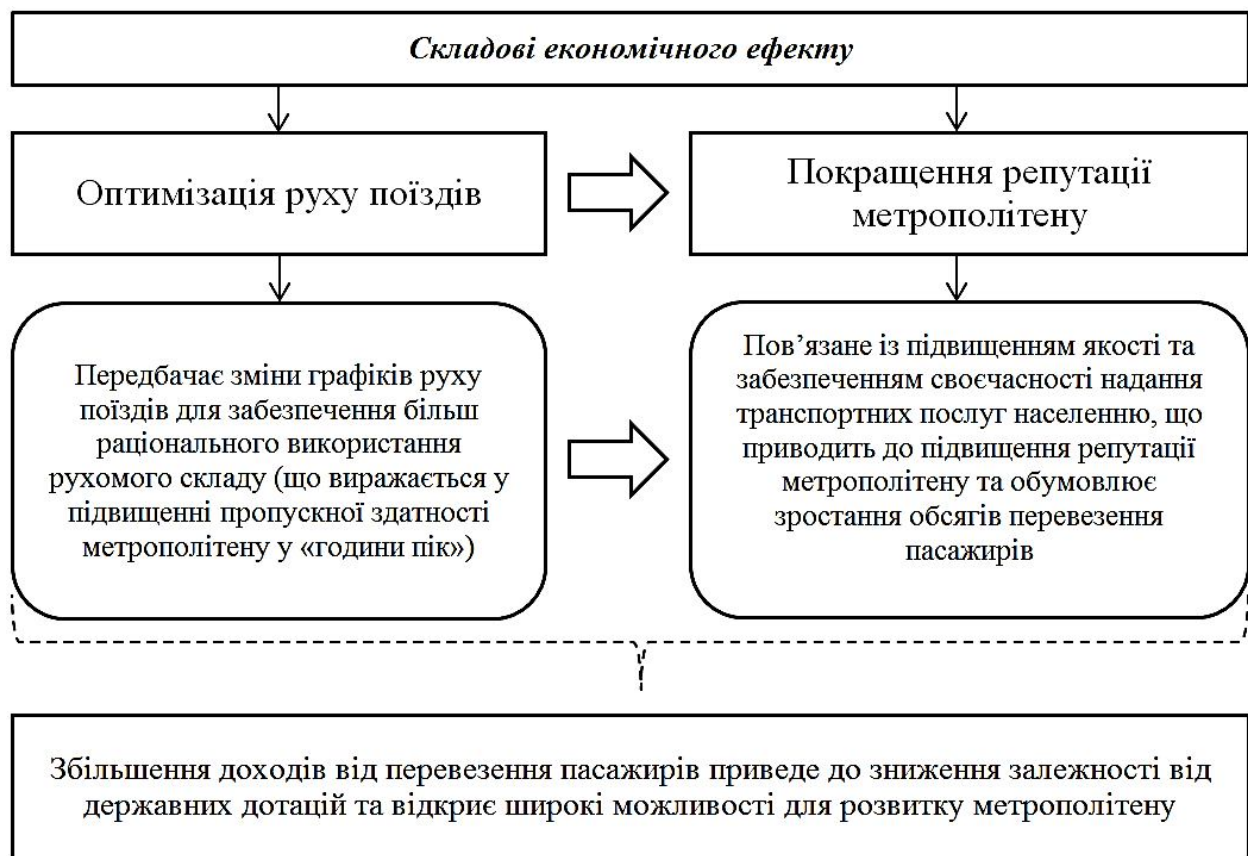 Складові економічного ефекту
Оптимізація руху поїздів
Покращення репутації
метрополітену
Передбачає зміни графіків руху
поїздів для забезпечення більш
раціонального використання
рухомого складу (що виражається у
підвищенні пропускної здатності
метрополітену у «години пік»)
Пов’язане із підвищенням якості та
забезпеченням своєчасності надання
транспортних послуг населенню, що
приводить до підвищення репутації
метрополітену та обумовлює
зростання обсягів перевезення
пасажирів
Збільшення доходів від перевезення пасажирів приведе до зниження залежності від
державних дотацій та відкриє широкі можливості для розвитку метрополітену